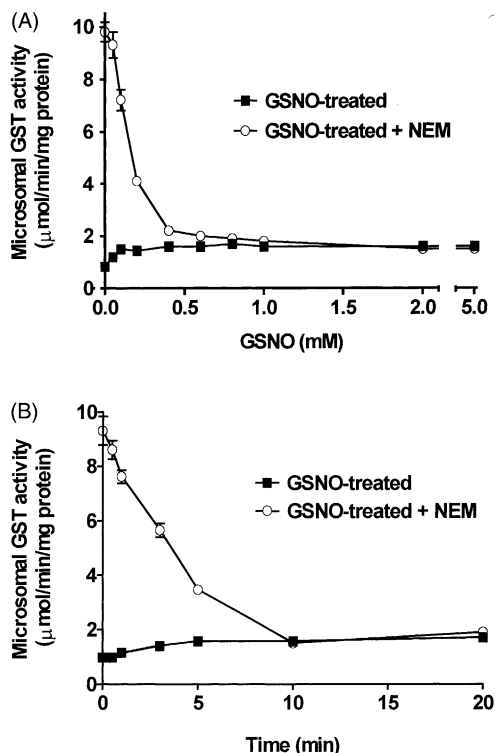 (A)
Microsomal GST activity
(μmol/min/mg protein)
10
8
6
4
2
0
GSNO-treated
GSNO-treated + NEM
0.0 0.5 1.0 1.5 2.0 5.0
GSNO (mM)
(B)
Microsomal GST activity
(μmol/min/mg protein)
10
8
6
4
2
0
GSNO-treated
GSNO-treated + NEM
0 5 10 15 20
Time (min)